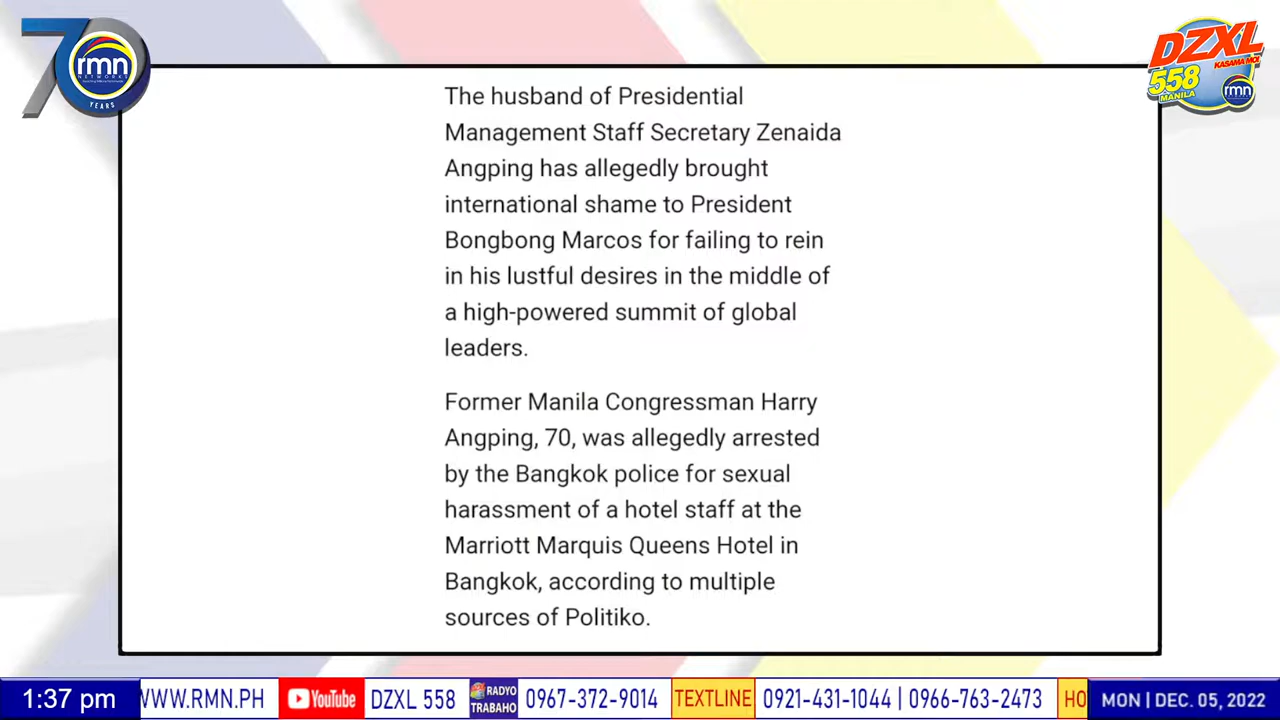 70
rmn
NETWORKS
YEARS
DZXL
KASAMA MO!
558
MANILA
rmn
The husband of Presidential
Management Staff Secretary Zenaida
Angping has allegedly brought
international shame to President
Bongbong Marcos for failing to rein
in his lustful desires in the middle of
a high-powered summit of global
leaders.
Former Manila Congressman Harry
Angping, 70, was allegedly arrested
by the Bangkok police for sexual
harassment of a hotel staff at the
Marriott Marquis Queens Hotel in
Bangkok, according to multiple
sources of Politiko.
1:37 pm WWW.RMN.PH YouTube DZXL 558 RADYO TRABAHO 0967-372-9014 TEXTLINE 0921-431-1044 | 0966-763-2473 HO MON | DEC. 05, 2022